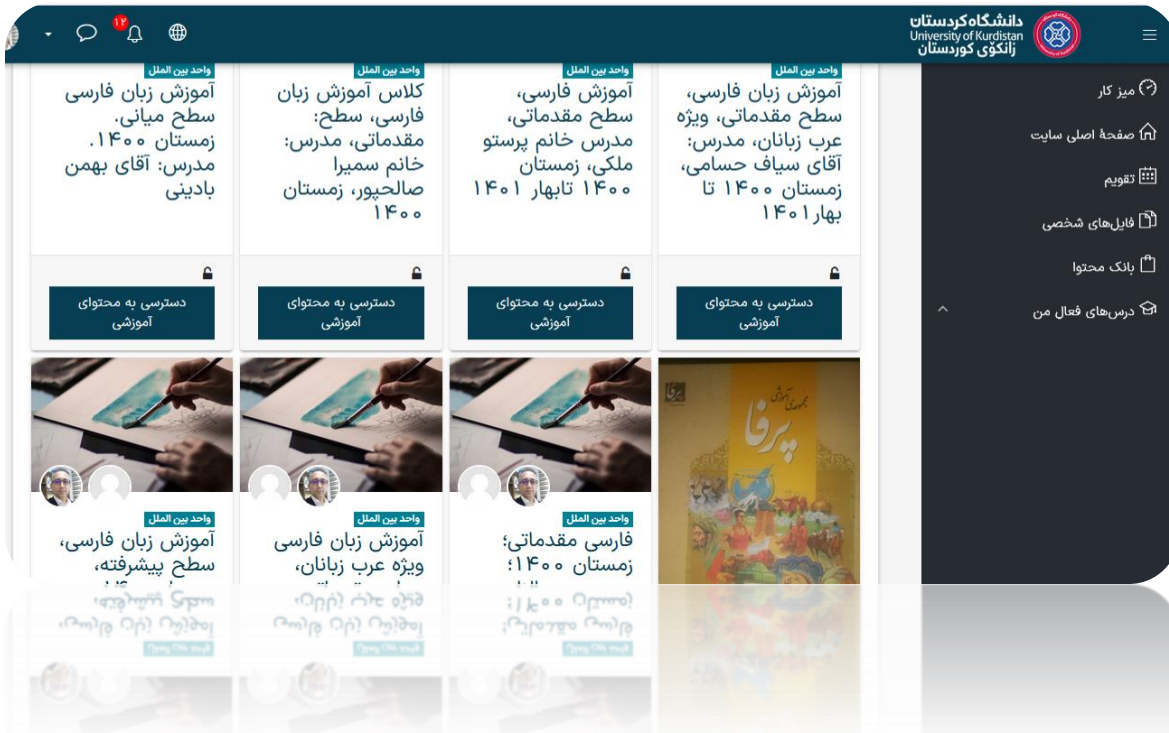 دانشگاه کردستان
University of Kurdistan
زانکۆی کوردستان
۱۲
میز کار
صفحهٔ اصلی سایت
تقویم
فایل‌های شخصی
بانک محتوا
درس‌های فعال من
واحد بین الملل
آموزش زبان فارسی،
سطح مقدماتی، ویژه
عرب زبانان، مدرس:
آقای سیاف حسامی،
زمستان ۱۴۰۰ تا
بهار۱۴۰۱
دسترسی به محتوای
آموزشی
واحد بین الملل
آموزش فارسی،
سطح مقدماتی،
مدرس خانم پرستو
ملکی، زمستان
۱۴۰۰ تابهار ۱۴۰۱
دسترسی به محتوای
آموزشی
واحد بین الملل
کلاس آموزش زبان
فارسی، سطح:
مقدماتی، مدرس:
خانم سمیرا
صالحپور، زمستان
۱۴۰۰
دسترسی به محتوای
آموزشی
واحد بین الملل
آموزش زبان فارسی
سطح میانی.
زمستان ۱۴۰۰.
مدرس: آقای بهمن
بادینی
دسترسی به محتوای
آموزشی
مجموعه‌ی آموزشی
پرفا
پرفا
واحد بین الملل
فارسی مقدماتی؛
زمستان ۱۴۰۰؛
واحد بین الملل
آموزش زبان فارسی
ویژه عرب زبانان،
واحد بین الملل
آموزش زبان فارسی،
سطح پیشرفته،